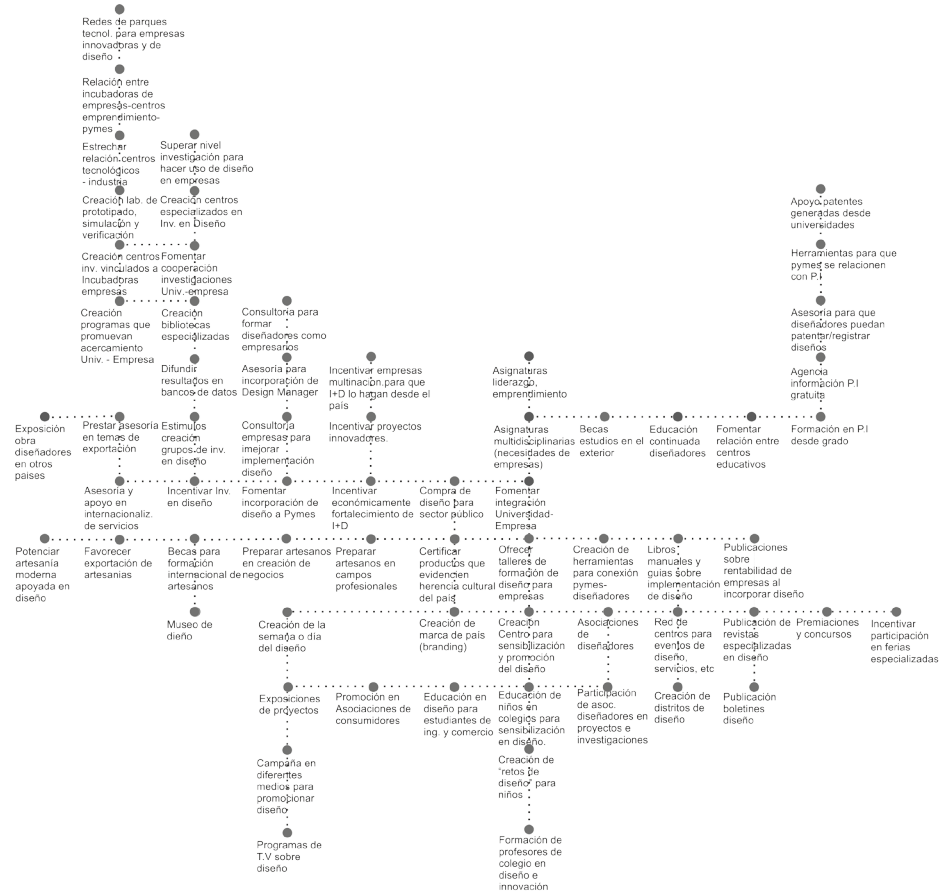 Redes de parques
tecnol. para empresas
innovadoras y de
diseño
Relación entre
incubadoras de
empresas-centros
emprendimiento-
pymes
Estrechar
relación centros
tecnológicos
- industria
Superar nivel
investigación para
hacer uso de diseño
en empresas
Creación lab. de
prototipado,
simulación y
verificación
Creación centros
especializados en
Inv. en Diseño
Apoyo patentes
generadas desde
universidades
Creación centros
inv. vinculados a
Incubadoras
empresas
Fomentar
cooperación
investigaciones
Univ.-empresa
Herramientas para que
pymes se relacionen
con P.I
Creación
programas que
promuevan
acercamiento
Univ. - Empresa
Creación
bibliotecas
especializadas
Consultoría para
formar
diseñadores como
empresarios
Asesoría para que
diseñadores puedan
patentar/registrar
diseños
Difundir
resultados en
bancos de datos
Asesoría para
incorporación de
Design Manager
Incentivar empresas
multinacion.para que
I+D lo hagan desde el
país
Asignaturas
liderazgo,
emprendimiento
Agencia
información P.I
gratuita
Exposición
obra
diseñadores
en otros
paises
Prestar asesoría
en temas de
exportación
Estimulos
creación
grupos de inv.
en diseño
Consultoría
empresas para
imejorar
implementación
diseño
Incentivar proyectos
innovadores.
Asignaturas
multidisciplinarias
(necesidades de
empresas)
Becas
estudios en el
exterior
Educación
continuada
diseñadores
Fomentar
relación entre
centros
educativos
Formación en P.I
desde grado
Asesoria y
apoyo en
internacionaliz.
de servicios
Incentivar Inv.
en diseño
Fomentar
incorporación de
diseño a Pymes
Incentivar
económicamente
fortalecimiento de
I+D
Compra de
diseño para
sector público
Fomentar
integración
Universidad-
Empresa
Potenciar
artesanía
moderna
apoyada en
diseño
Favorecer
exportación de
artesanias
Becas para
formación
internacional de
artesanos
Preparar artesanos
en creación de
negocios
Preparar
artesanos en
campos
profesionales
Certificar
productos que
evidencien
herencia cultural
del país
Ofrecer
talleres de
formación de
diseño para
empresas
Creación de
herramientas
para conexión
pymes-
diseñadores
Libros
manuales y
guias sobre
implementación
de diseño
Publicaciones
sobre
rentabilidad de
empresas al
incorporar diseño
Museo de
dieño
Creación de la
semana o día
del diseño
Creación de
marca de país
(branding)
Creación
Centro para
sensibilización
y promoción
del diseño
Asociaciones
de
diseñadores
Red de
centros para
eventos de
diseño,
servicios, etc
Publicación de
revistas
especializadas
en diseño
Premiaciones
y concursos
Incentivar
participación
en ferias
especializadas
Exposiciones
de proyectos
Promoción en
Asociaciones de
consumidores
Educación en
diseño para
estudiantes de
ing. y comercio
Educación de
niños en
colegios para
sensibilización
en diseño.
Participación
de asoc.
diseñadores en
proyectos e
investigaciones
Creación de
distritos de
diseño
Publicación
boletines
diseño
Campaña en
diferentes
medios para
promocionar
diseño
Creación de
"retos de
diseño" para
niños
Programas de
T.V sobre
diseño
Formación de
profesores de
colegio en
diseño e
innovación